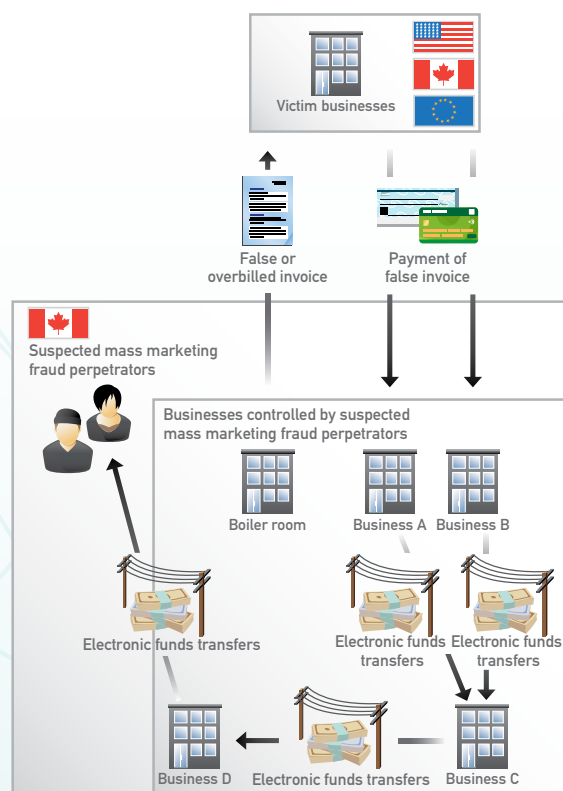 Victim businesses
False or
overbilled invoice
Payment of
false invoice
Suspected mass marketing
fraud perpetrators
Businesses controlled by suspected
mass marketing fraud perpetrators
Boiler room
Business A
Business B
Electronic funds transfers
Electronic funds
transfers
Electronic funds
transfers
Business D
Electronic funds transfers
Business C